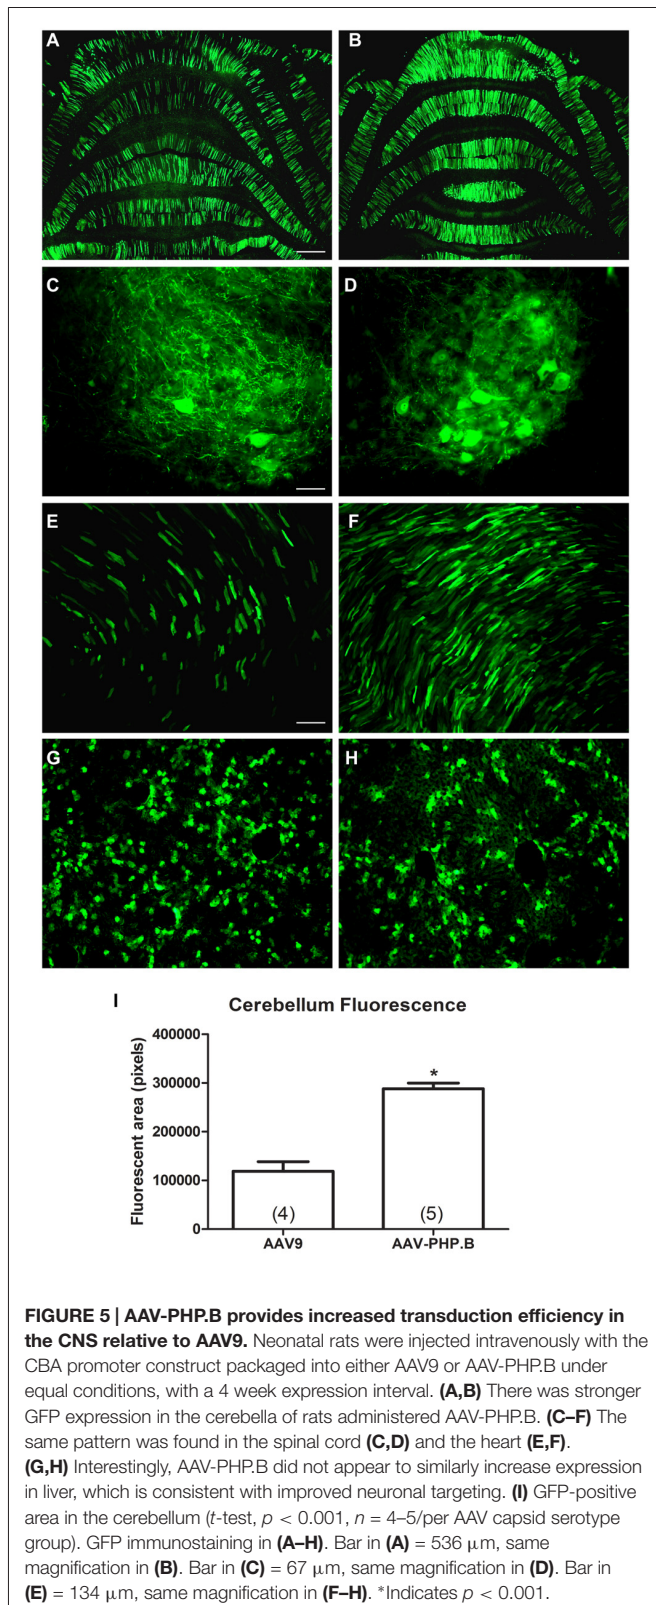 A
B
C
D
E
F
G
H
I
Cerebellum Fluorescence
Fluorescent area (pixels)
400000
300000
200000
100000
0
*
(4)
(5)
AAV9
AAV-PHP.B
FIGURE 5 | AAV-PHP.B provides increased transduction efficiency in
the CNS relative to AAV9. Neonatal rats were injected intravenously with the
CBA promoter construct packaged into either AAV9 or AAV-PHP.B under
equal conditions, with a 4 week expression interval. (A,B) There was stronger
GFP expression in the cerebella of rats administered AAV-PHP.B. (C–F) The
same pattern was found in the spinal cord (C,D) and the heart (E,F).
(G,H) Interestingly, AAV-PHP.B did not appear to similarly increase expression
in liver, which is consistent with improved neuronal targeting. (I) GFP-positive
area in the cerebellum (t-test, p < 0.001, n = 4–5/per AAV capsid serotype
group). GFP immunostaining in (A–H). Bar in (A) = 536 μm, same
magnification in (B). Bar in (C) = 67 μm, same magnification in (D). Bar in
(E) = 134 μm, same magnification in (F–H). *Indicates p < 0.001.